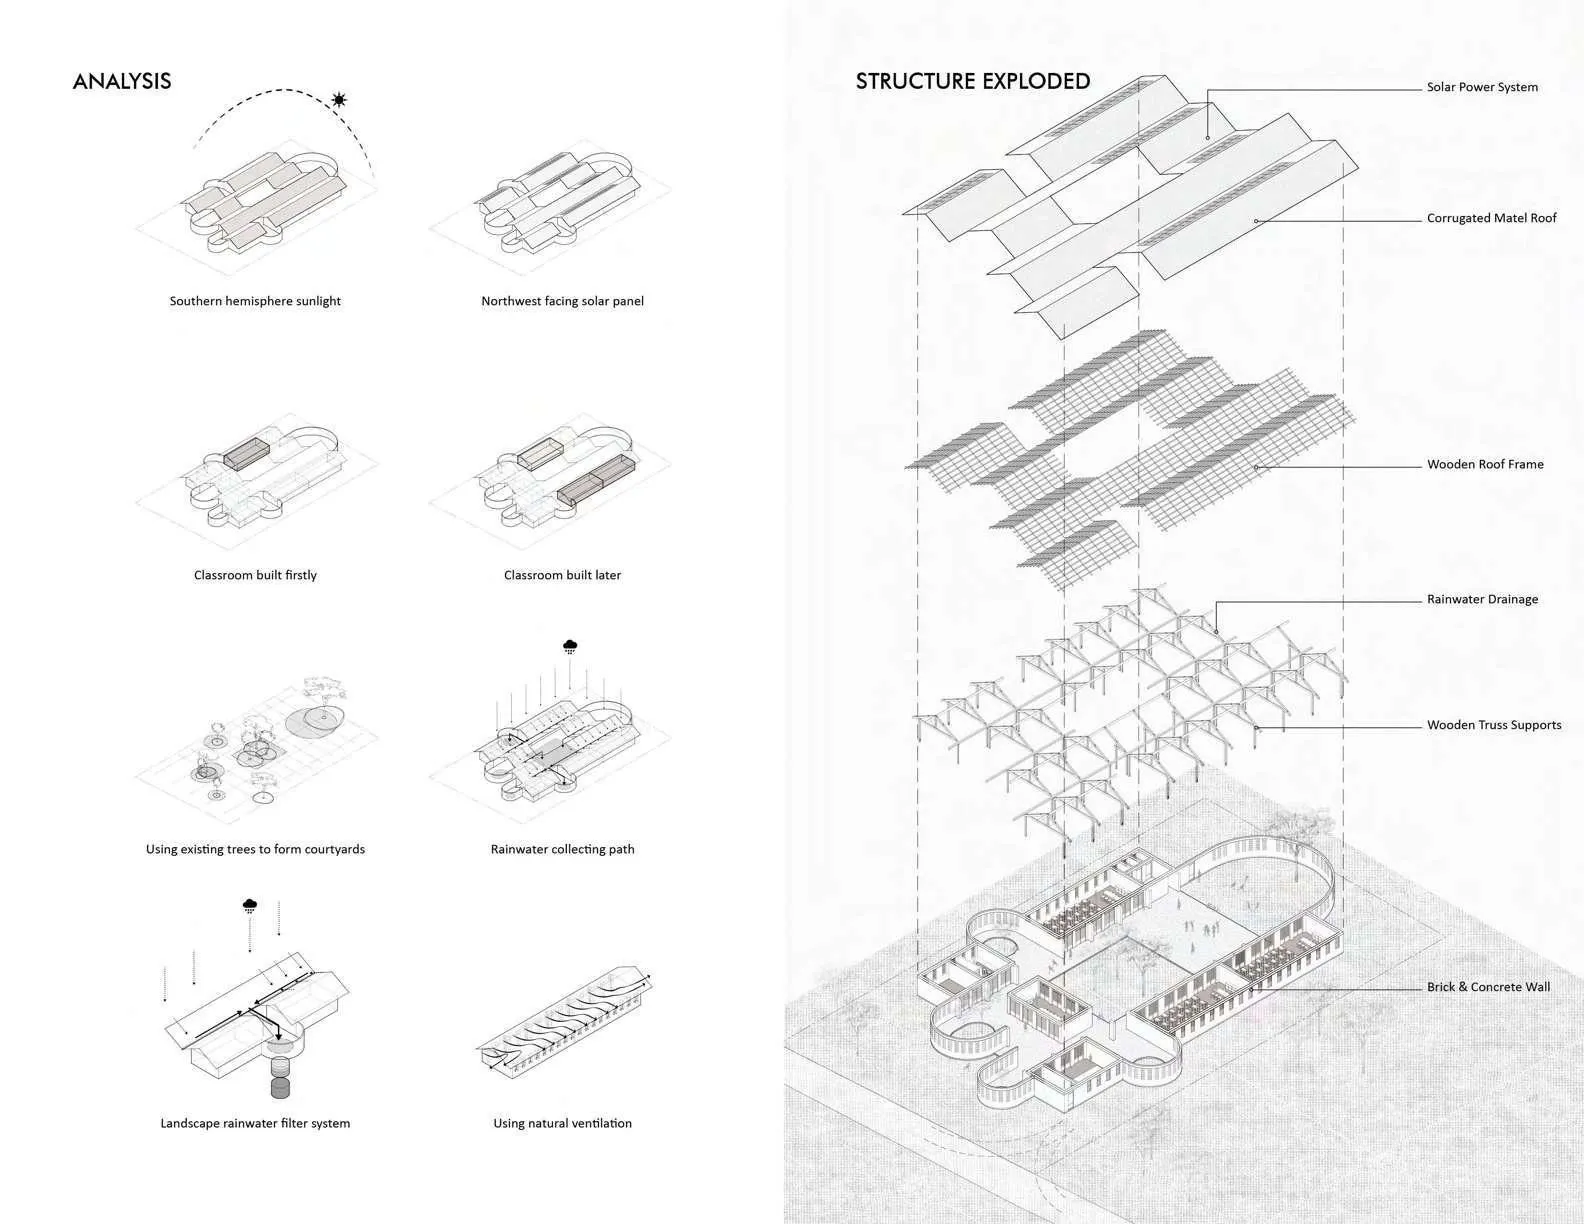 ANALYSIS
Southern hemisphere sunlight
Northwest facing solar panel
Classroom built firstly
Classroom built later
Using existing trees to form courtyards
Rainwater collecting path
Landscape rainwater filter system
Using natural ventilation
STRUCTURE EXPLODED
Solar Power System
Corrugated Matel Roof
Wooden Roof Frame
Rainwater Drainage
Wooden Truss Supports
Brick & Concrete Wall